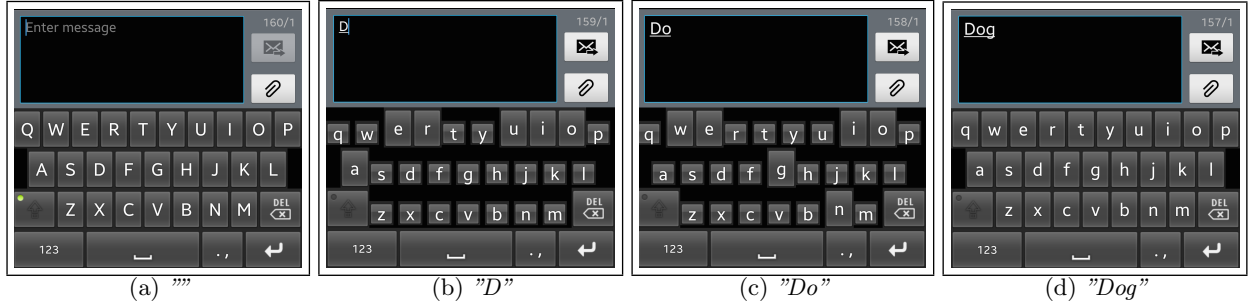 Enter message
160/1
Q W E R T Y U I O P
A S D F G H J K L
Z X C V B N M DEL
123 .,
(a) ””
D
159/1
q w e r t y u i o p
a s d f g h j k l
z x c v b n m DEL
123 .,
(b) ”D”
Do
158/1
q w e r t y u i o p
a s d f g h j k l
z x c v b n m DEL
123 .,
(c) ”Do”
Dog
157/1
q w e r t y u i o p
a s d f g h j k l
z x c v b n m DEL
123 .,
(d) ”Dog”